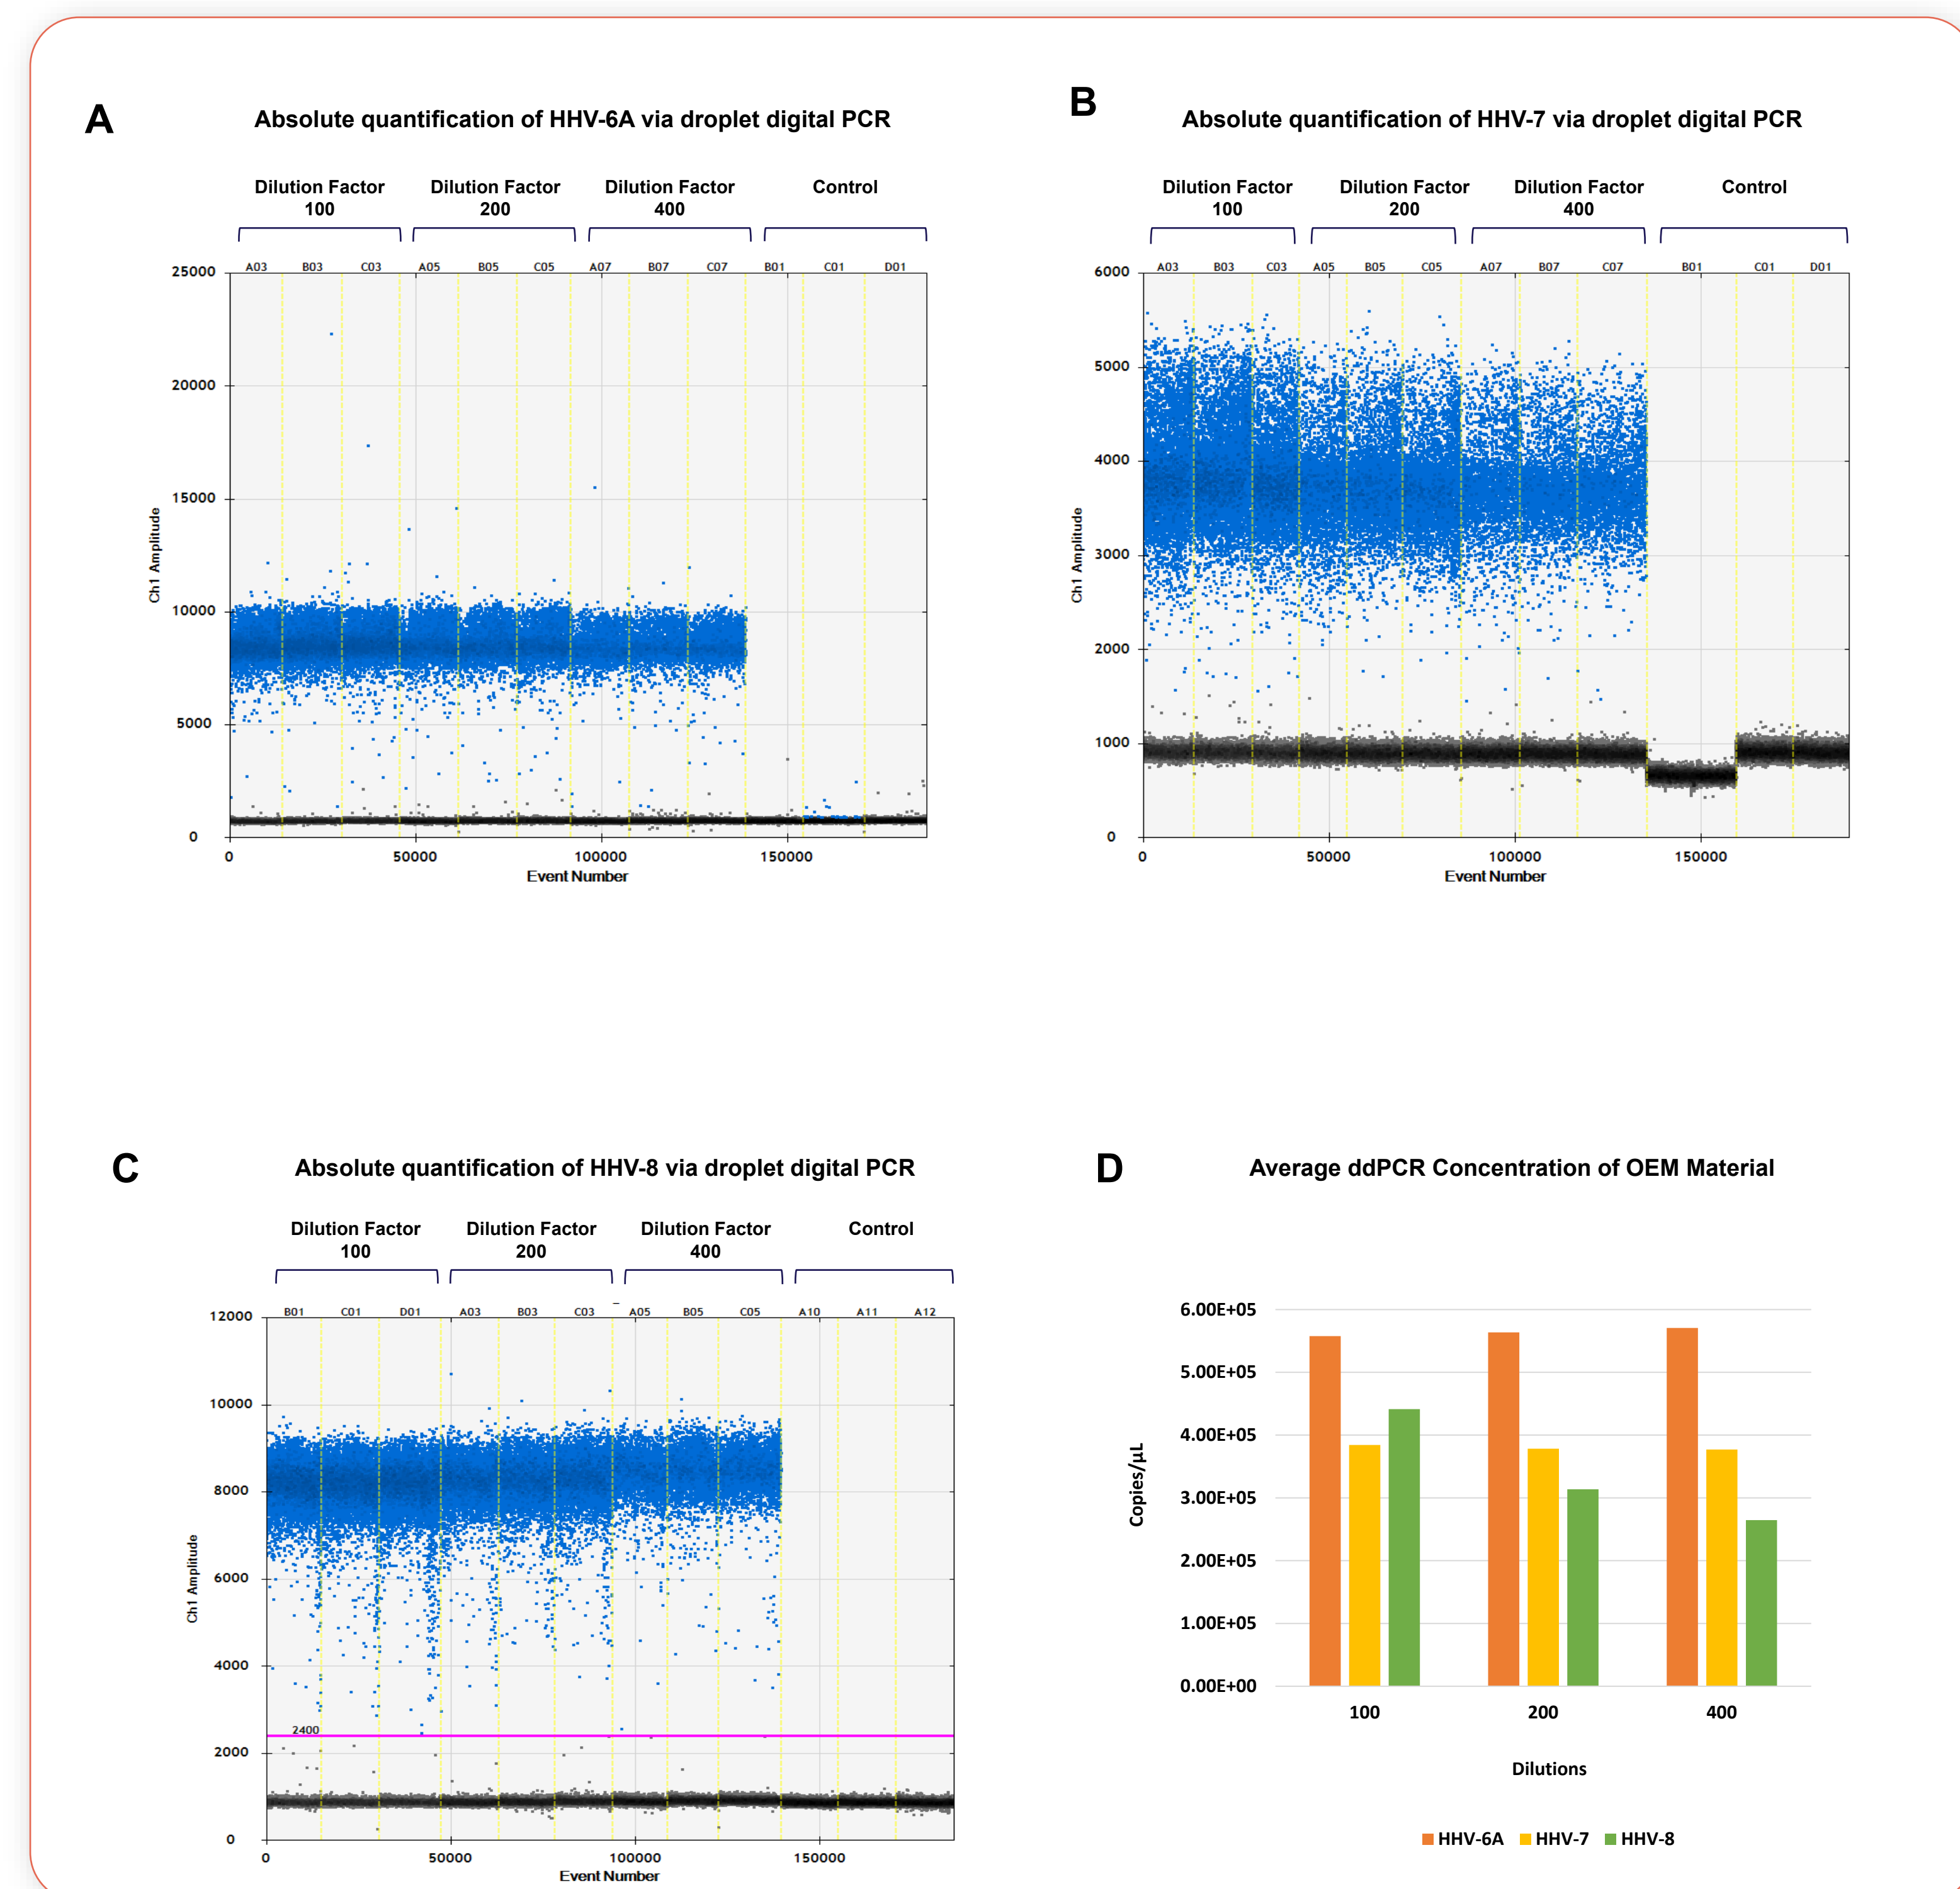 A
Absolute quantification of HHV-6A via droplet digital PCR
Dilution Factor
100
Dilution Factor
200
Dilution Factor
400
Control
A03 B03 C03 A05 B05 C05 A07 B07 C07 B01 C01 D01
25000
20000
15000
10000
5000
0
Ch1 Amplitude
0 50000 100000 150000
Event Number
B
Absolute quantification of HHV-7 via droplet digital PCR
Dilution Factor
100
Dilution Factor
200
Dilution Factor
400
Control
A03 B03 C03 A05 B05 C05 A07 B07 C07 B01 C01 D01
6000
5000
4000
3000
2000
1000
0
Ch1 Amplitude
0 50000 100000 150000
Event Number
C
Absolute quantification of HHV-8 via droplet digital PCR
Dilution Factor
100
Dilution Factor
200
Dilution Factor
400
Control
B01 C01 D01 A03 B03 C03 A05 B05 C05 A10 A11 A12
12000
10000
8000
6000
4000
2400
2000
0
Ch1 Amplitude
0 50000 100000 150000
Event Number
D
Average ddPCR Concentration of OEM Material
6.00E+05
5.00E+05
4.00E+05
3.00E+05
2.00E+05
1.00E+05
0.00E+00
Copies/µL
100 200 400
Dilutions
HHV-6A HHV-7 HHV-8